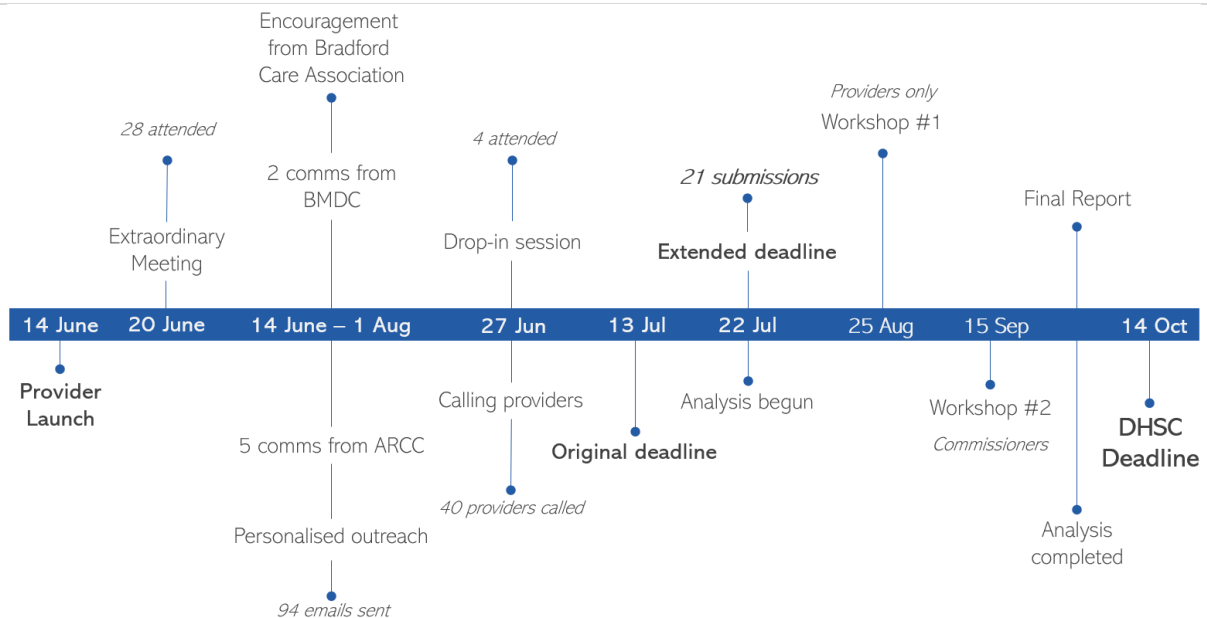 Encouragement
from Bradford
Care Association
28 attended
2 comms from
BMDC
4 attended
Providers only
Workshop #1
21 submissions
Final Report
Extraordinary
Meeting
Drop-in session
Extended deadline
14 June
20 June
14 June – 1 Aug
27 Jun
13 Jul
22 Jul
25 Aug
15 Sep
14 Oct
Provider
Launch
Calling providers
Analysis begun
Workshop #2
Commissioners
DHSC
Deadline
5 comms from ARCC
Original deadline
40 providers called
Personalised outreach
Analysis
completed
94 emails sent